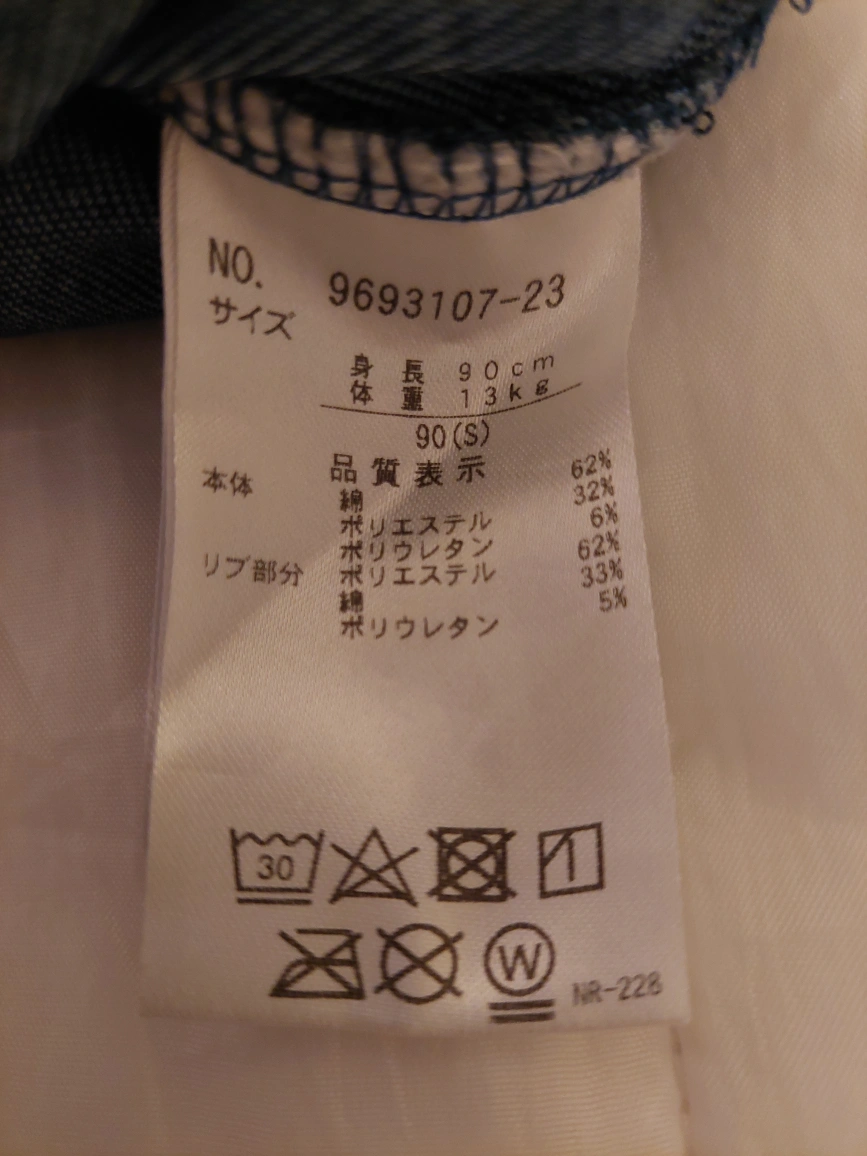 NO. 9693107-23
サイズ
身長 90cm
体重 13kg
90(S)
品質表示
本体 綿 62%
ポリエステル 32%
ポリウレタン 6%
リブ部分 ポリエステル 62%
綿 33%
ポリウレタン 5%
30
W
NR-228